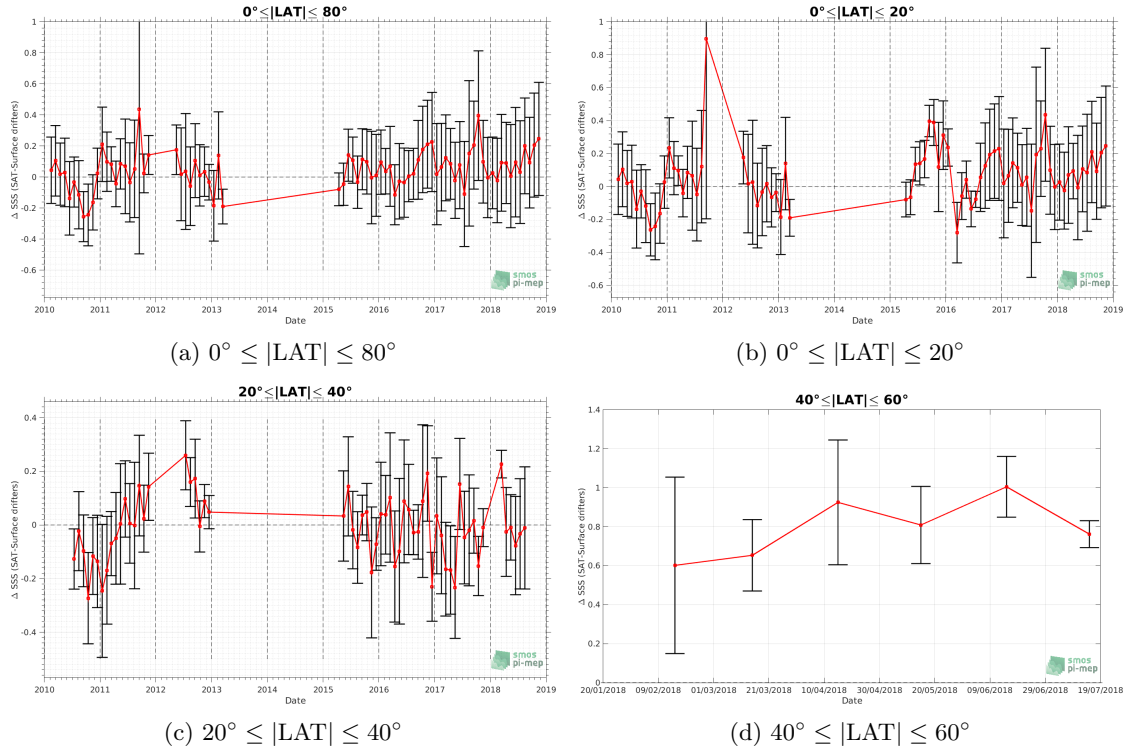 0°≤|LAT|≤ 80°
Δ SSS (SAT-Surface drifters)
1
0.8
0.6
0.4
0.2
0
-0.2
-0.4
-0.6
2010 2011 2012 2013 2014 2015 2016 2017 2018 2019
Date
smos
pi-mep
(a) 0° ≤ |LAT| ≤ 80°
0°≤|LAT|≤ 20°
Δ SSS (SAT-Surface drifters)
1
0.8
0.6
0.4
0.2
0
-0.2
-0.4
-0.6
2010 2011 2012 2013 2014 2015 2016 2017 2018 2019
Date
smos
pi-mep
(b) 0° ≤ |LAT| ≤ 20°
20°≤|LAT|≤ 40°
Δ SSS (SAT-Surface drifters)
0.4
0.2
0
-0.2
-0.4
2010 2011 2012 2013 2014 2015 2016 2017 2018 2019
Date
smos
pi-mep
(c) 20° ≤ |LAT| ≤ 40°
40°≤|LAT|≤ 60°
Δ SSS (SAT-Surface drifters)
1.4
1.2
1
0.8
0.6
0.4
0.2
0
20/01/2018 09/02/2018 01/03/2018 21/03/2018 10/04/2018 30/04/2018 20/05/2018 09/06/2018 29/06/2018 19/07/2018
Date
smos
pi-mep
(d) 40° ≤ |LAT| ≤ 60°